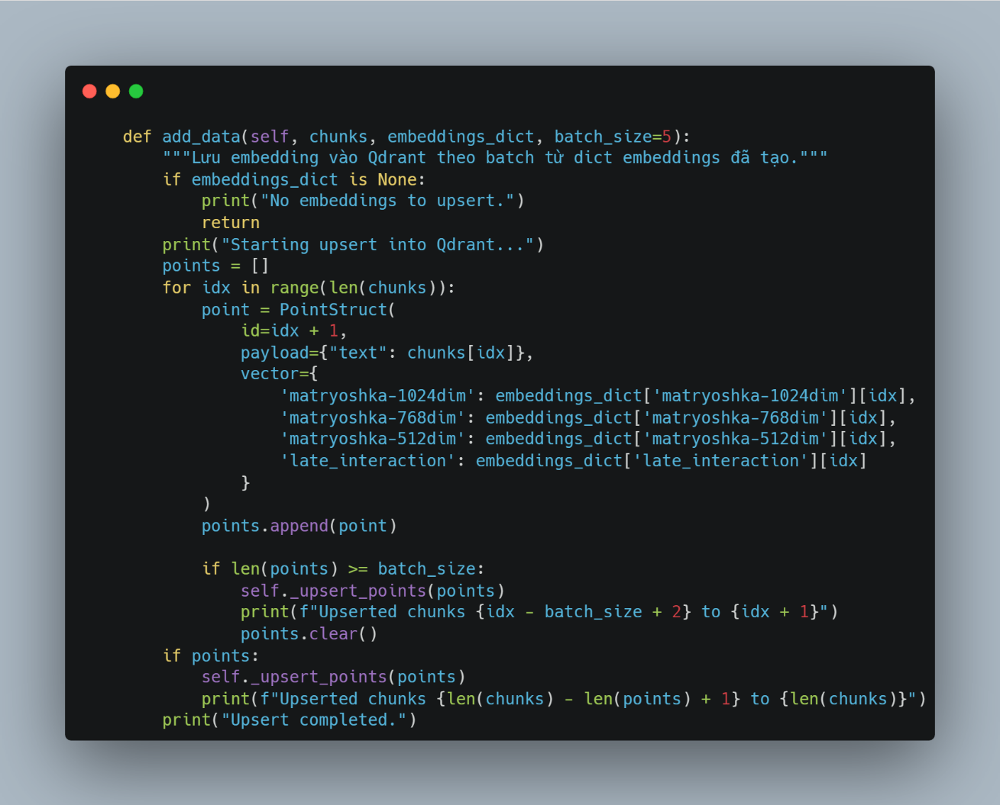 def add_data(self, chunks, embeddings_dict, batch_size=5):
    """Lưu embedding vào Qdrant theo batch từ dict embeddings đã tạo."""
    if embeddings_dict is None:
        print("No embeddings to upsert.")
        return
    print("Starting upsert into Qdrant...")
    points = []
    for idx in range(len(chunks)):
        point = PointStruct(
            id=idx + 1,
            payload={"text": chunks[idx]},
            vector={
                'matryoshka-1024dim': embeddings_dict['matryoshka-1024dim'][idx],
                'matryoshka-768dim': embeddings_dict['matryoshka-768dim'][idx],
                'matryoshka-512dim': embeddings_dict['matryoshka-512dim'][idx],
                'late_interaction': embeddings_dict['late_interaction'][idx]
            }
        )
        points.append(point)

        if len(points) >= batch_size:
            self._upsert_points(points)
            print(f"Upserted chunks {idx - batch_size + 2} to {idx + 1}")
            points.clear()
    if points:
        self._upsert_points(points)
        print(f"Upserted chunks {len(chunks) - len(points) + 1} to {len(chunks)}")
    print("Upsert completed.")